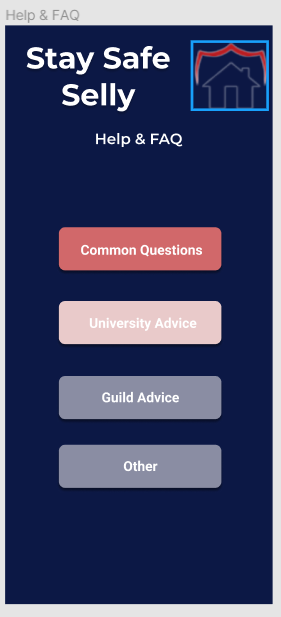 Help & FAQ
Stay Safe
Selly
Help & FAQ
Common Questions
University Advice
Guild Advice
Other